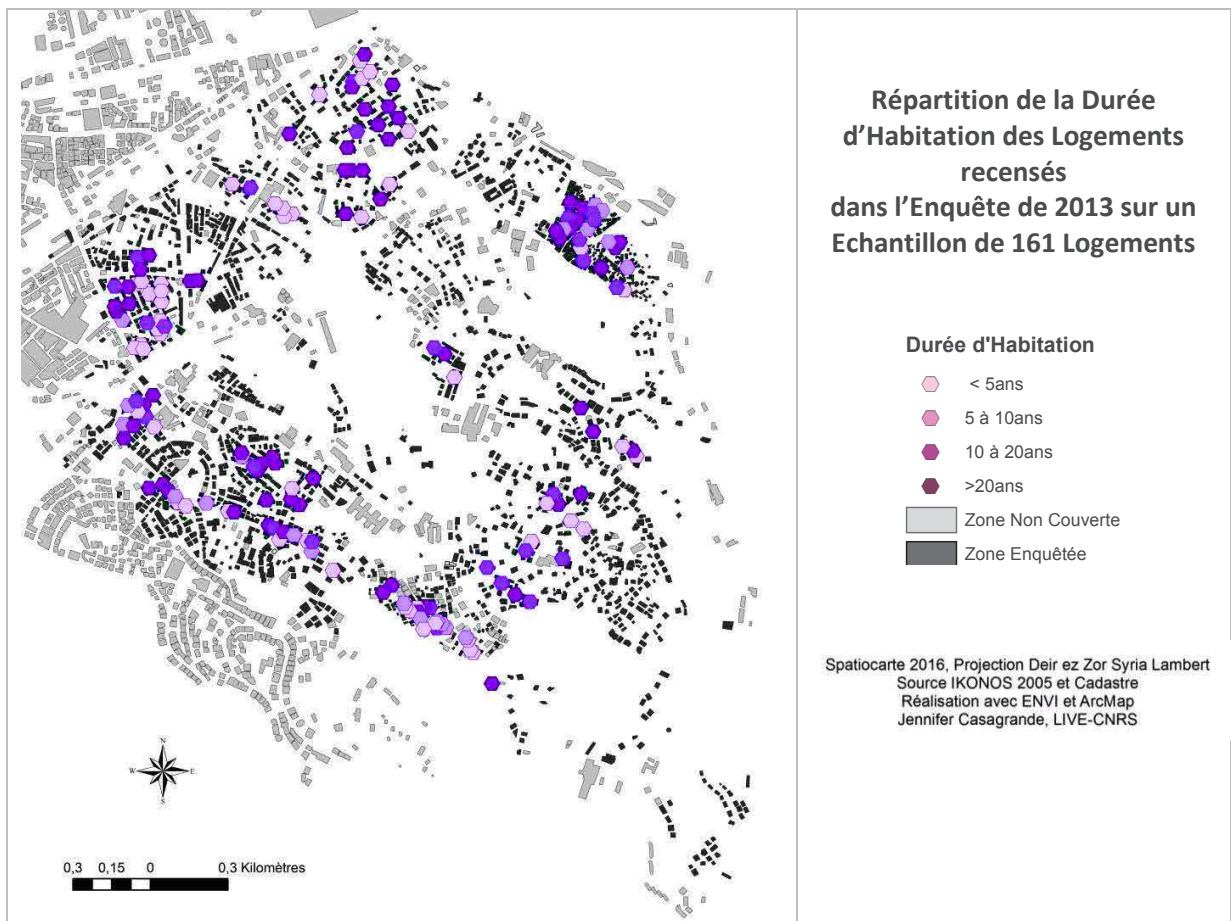 Répartition de la Durée
d’Habitation des Logements
recensés
dans l’Enquête de 2013 sur un
Echantillon de 161 Logements
Durée d'Habitation
< 5ans
5 à 10ans
10 à 20ans
>20ans
Zone Non Couverte
Zone Enquêtée
Spatiocarte 2016, Projection Deir ez Zor Syria Lambert
Source IKONOS 2005 et Cadastre
Réalisation avec ENVI et ArcMap
Jennifer Casagrande, LIVE-CNRS
N
W E
S
0,3 0,15 0 0,3 Kilomètres